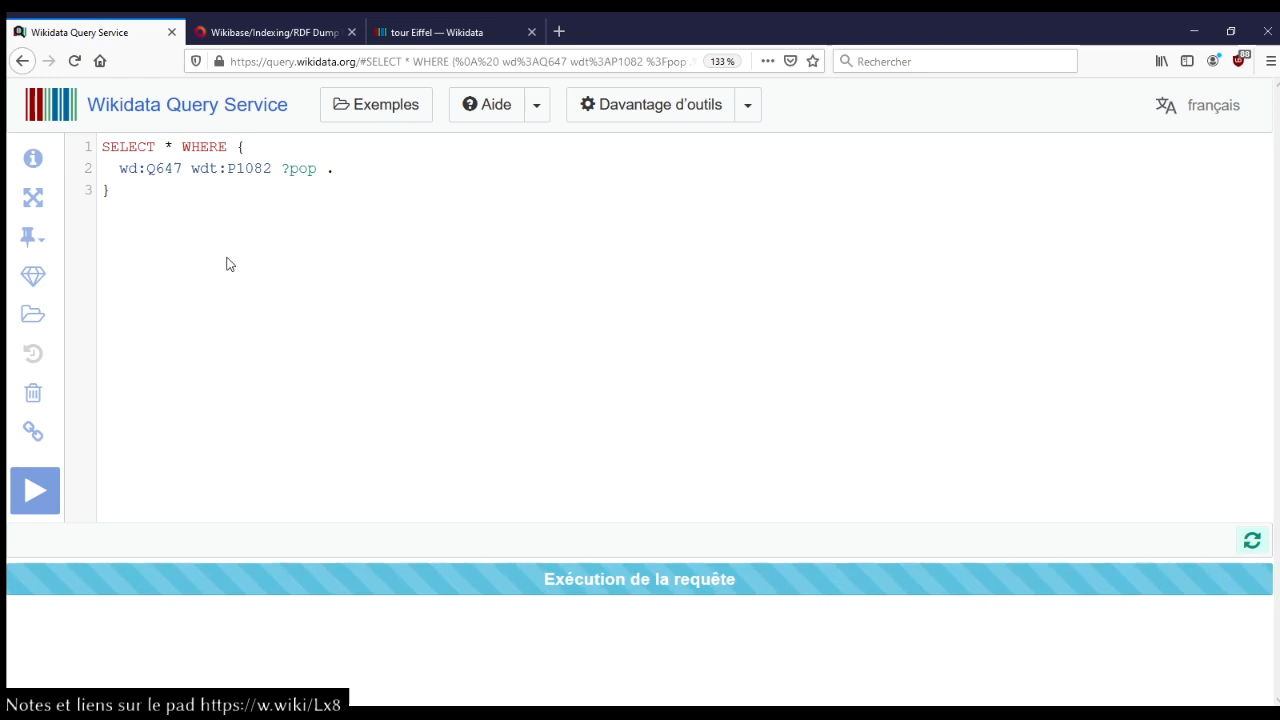 Wikidata Query Service
Wikibase/Indexing/RDF Dump
tour Eiffel — Wikidata
https://query.wikidata.org/#SELECT * WHERE {%0A%20 wd%3AQ647 wdt%3AP1082 %3Fpop .
133 %
Rechercher
Wikidata Query Service
Exemples
Aide
Davantage d'outils
français
1 SELECT * WHERE {
2 wd:Q647 wdt:P1082 ?pop .
3 }
Exécution de la requête
Notes et liens sur le pad https://w.wiki/Lx8